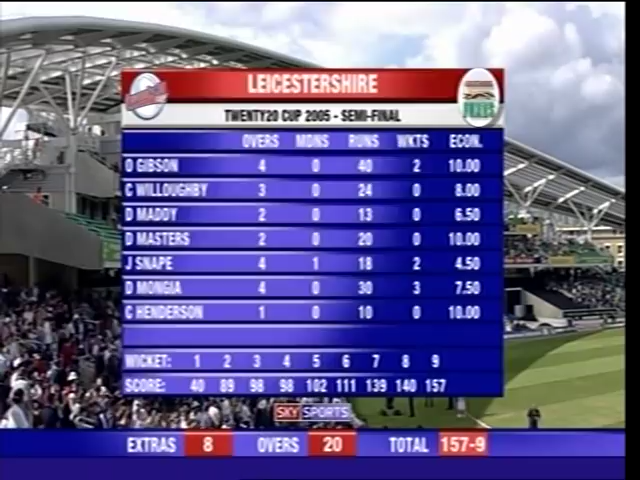 LEICESTERSHIRE
TWENTY20 CUP 2005 - SEMI-FINAL
OVERS MDNS RUNS WKTS ECON.
O GIBSON 4 0 40 2 10.00
C WILLOUGHBY 3 0 24 0 8.00
D MADDY 2 0 13 0 6.50
D MASTERS 2 0 20 0 10.00
J SNAPE 4 1 18 2 4.50
D MONGIA 4 0 30 3 7.50
C HENDERSON 1 0 10 0 10.00
WICKET: 1 2 3 4 5 6 7 8 9
SCORE: 40 89 98 98 102 111 139 140 157
SKY SPORTS
EXTRAS 8 OVERS 20 TOTAL 157-9